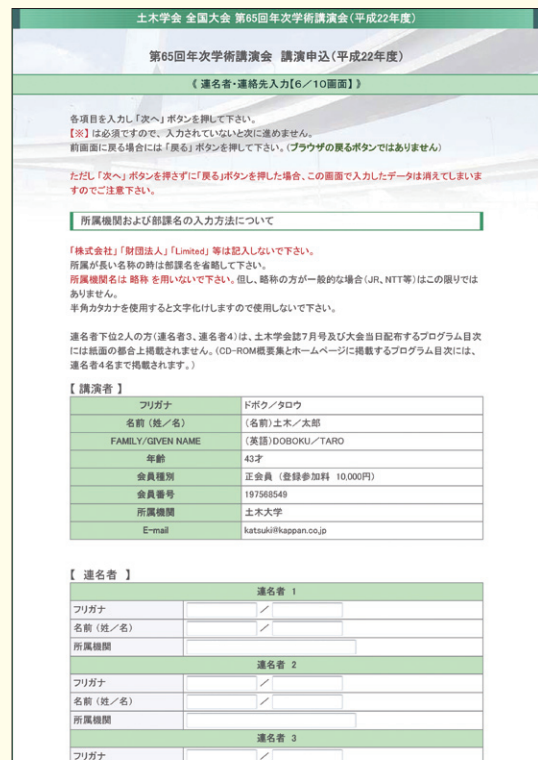 土木学会 全国大会 第65回年次学術講演会(平成22年度)
第65回年次学術講演会 講演申込(平成22年度)
《 連名者・連絡先入力【6/10画面】 》
各項目を入力し「次へ」ボタンを押して下さい。
【※】は必須ですので、入力されていないと次に進めません。
前画面に戻る場合には「戻る」ボタンを押して下さい。(ブラウザの戻るボタンではありません)
ただし「次へ」ボタンを押さずに「戻る」ボタンを押した場合、この画面で入力したデータは消えてしまいま
すのでご注意下さい。
所属機関および部課名の入力方法について
「株式会社」「財団法人」「Limited」等は記入しないで下さい。
所属が長い名称の時は部課名を省略して下さい。
所属機関名は 略称 を用いないで下さい。但し、略称の方が一般的な場合(JR、NTT等)はこの限りでは
ありません。
半角カタカナを使用すると文字化けしますので使用しないで下さい。
連名者下位2人の方(連名者3、連名者4)は、土木学会誌7月号及び大会当日配布するプログラム目次
には紙面の都合上掲載されません。(CD-ROM概要集とホームページに掲載するプログラム目次には、
連名者4名まで掲載されます。)
【 講演者 】
フリガナ ドボク/タロウ
名前(姓/名) (名前)土木/太郎
FAMILY/GIVEN NAME (英語)DOBOKU/TARO
年齢 43才
会員種別 正会員 (登録参加料 10,000円)
会員番号 197568549
所属機関 土木大学
E-mail katsuki@kappan.co.jp
【 連名者 】
連名者 1
フリガナ /
名前(姓/名) /
所属機関
連名者 2
フリガナ /
名前(姓/名) /
所属機関
連名者 3
フリガナ /